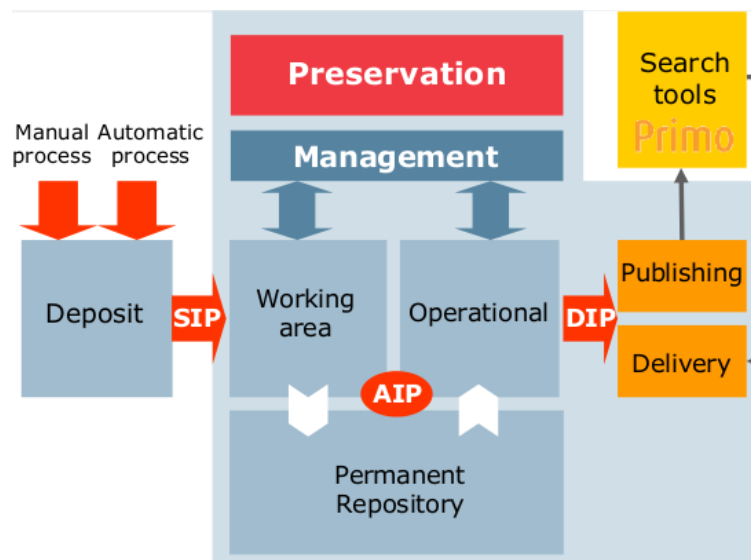 Preservation
Management
Search
tools
Primo
Manual
process
Automatic
process
Deposit
SIP
Working
area
Operational
DIP
Publishing
Delivery
AIP
Permanent
Repository